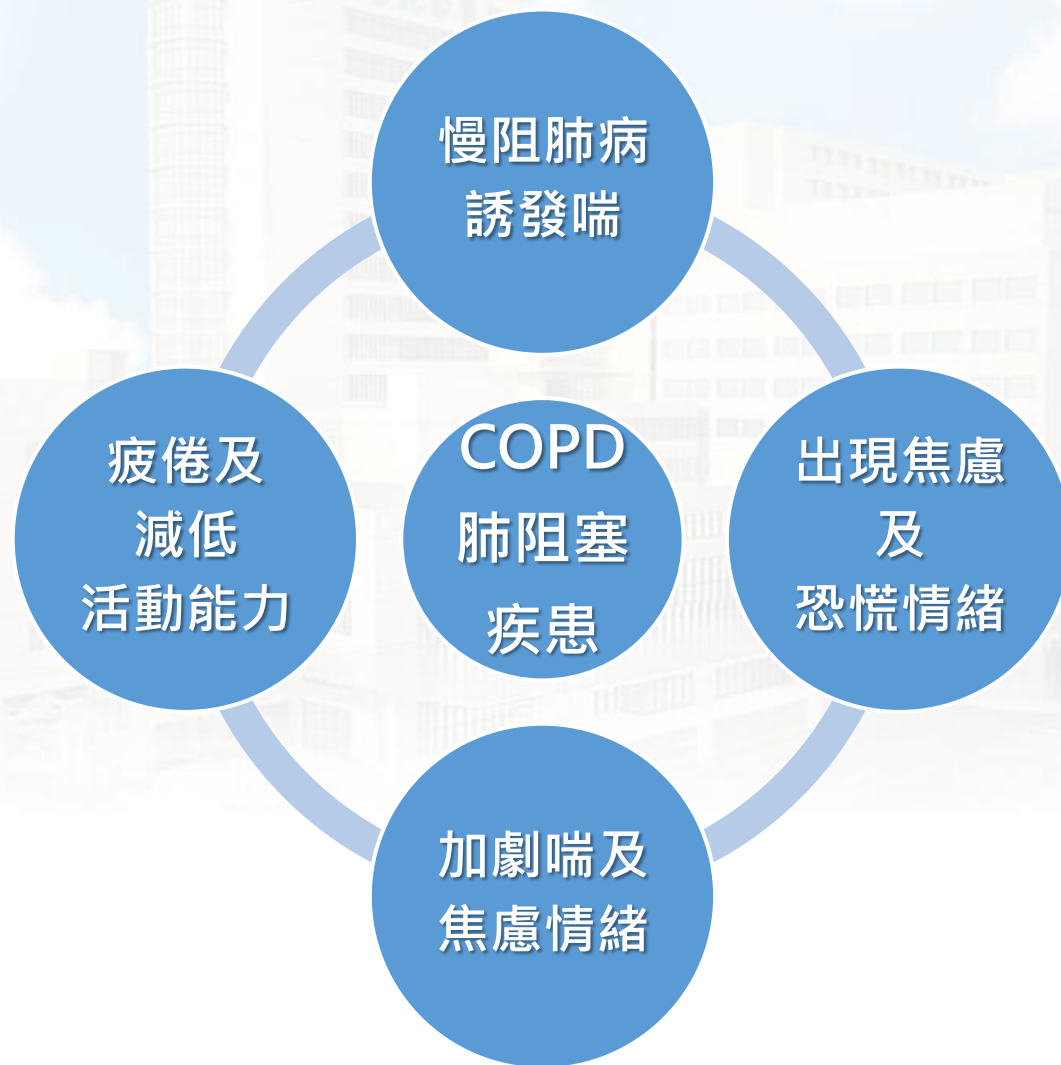 慢阻肺病
誘發喘
疲倦及
減低
活動能力
COPD
肺阻塞
疾患
出現焦慮
及
恐慌情緒
加劇喘及
焦慮情緒